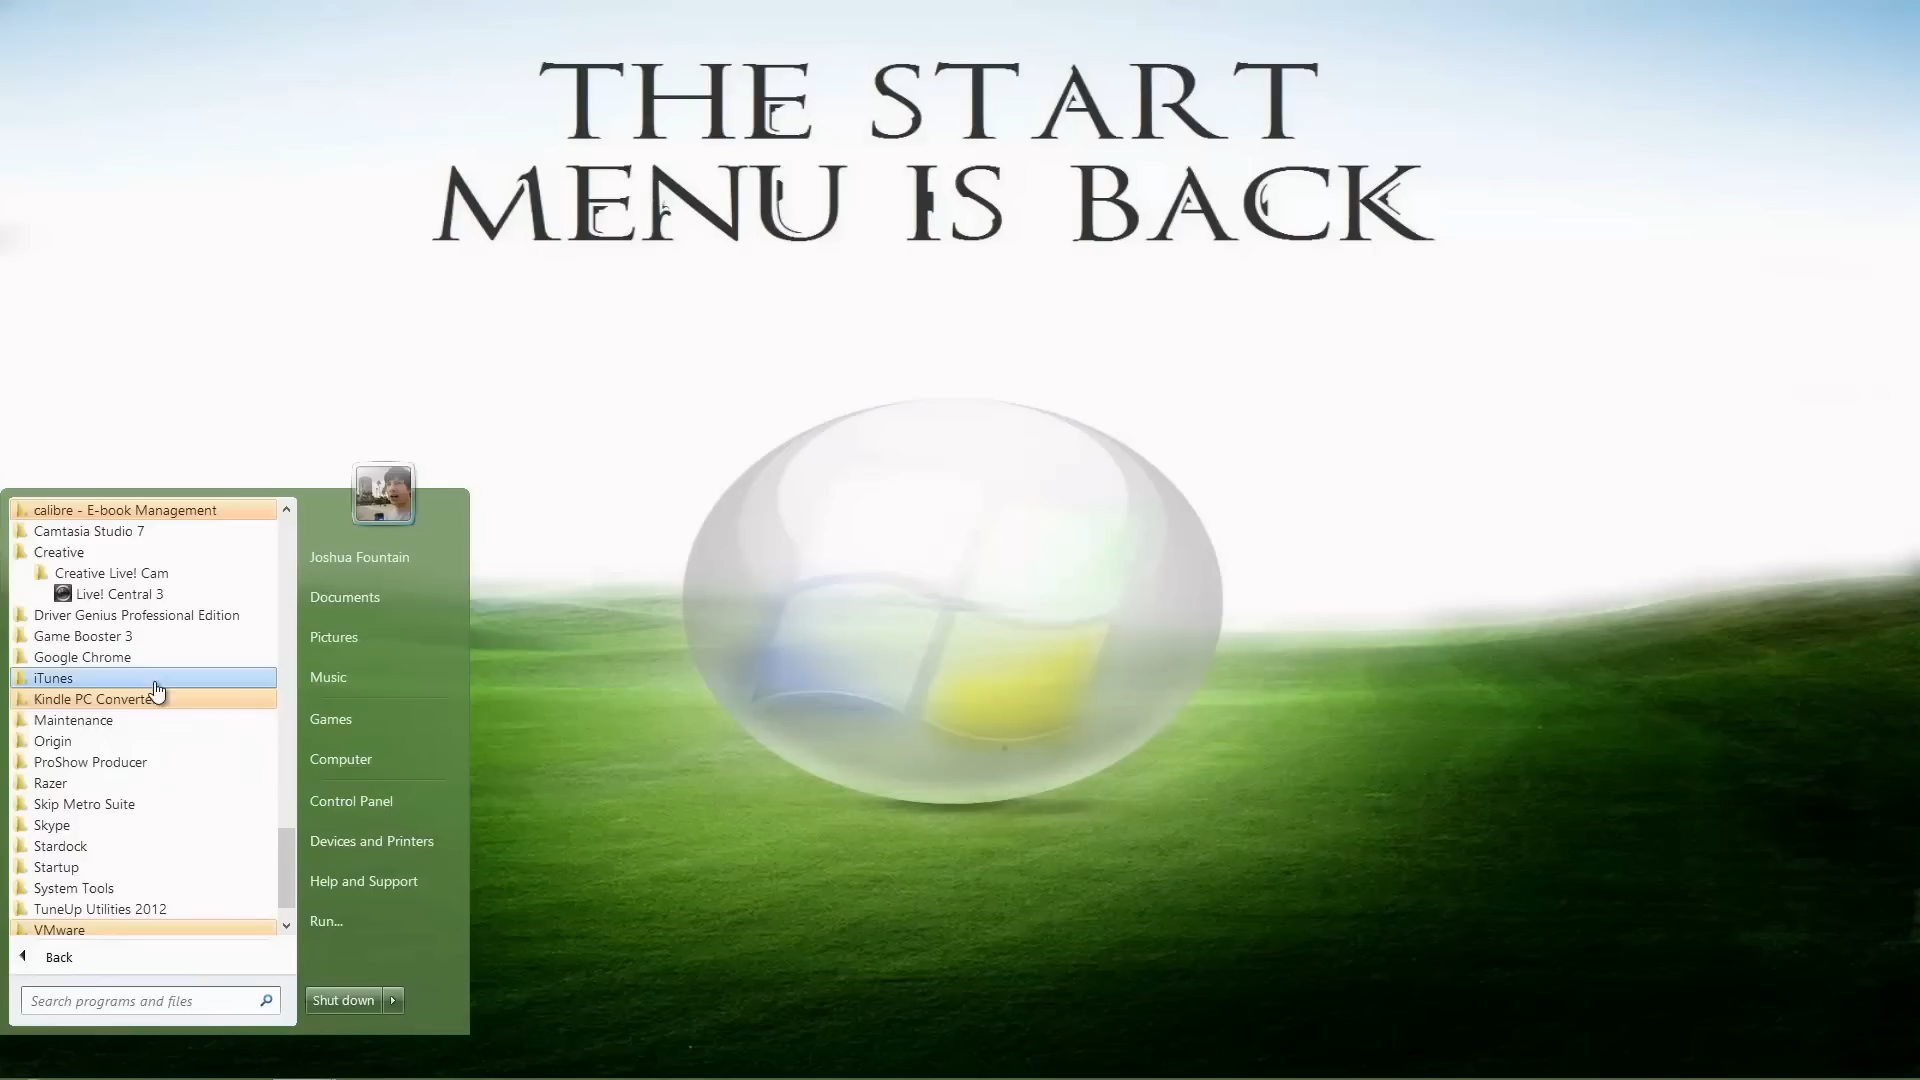 THE START
MENU IS BACK
calibre - E-book Management
Camtasia Studio 7
Creative
Creative Live! Cam
Live! Central 3
Driver Genius Professional Edition
Game Booster 3
Google Chrome
iTunes
Kindle PC Converte
Maintenance
Origin
ProShow Producer
Razer
Skip Metro Suite
Skype
Stardock
Startup
System Tools
TuneUp Utilities 2012
VMware
Back
Search programs and files
Joshua Fountain
Documents
Pictures
Music
Games
Computer
Control Panel
Devices and Printers
Help and Support
Run...
Shut down